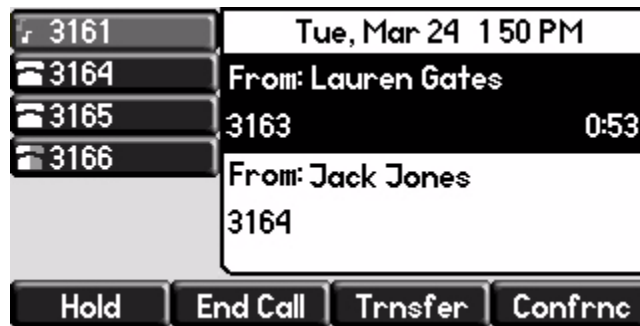 3161
3164
3165
3166
Tue, Mar 24 1 50 PM
From: Lauren Gates
3163 0:53
From: Jack Jones
3164
Hold End Call Trnsfer Confrnc